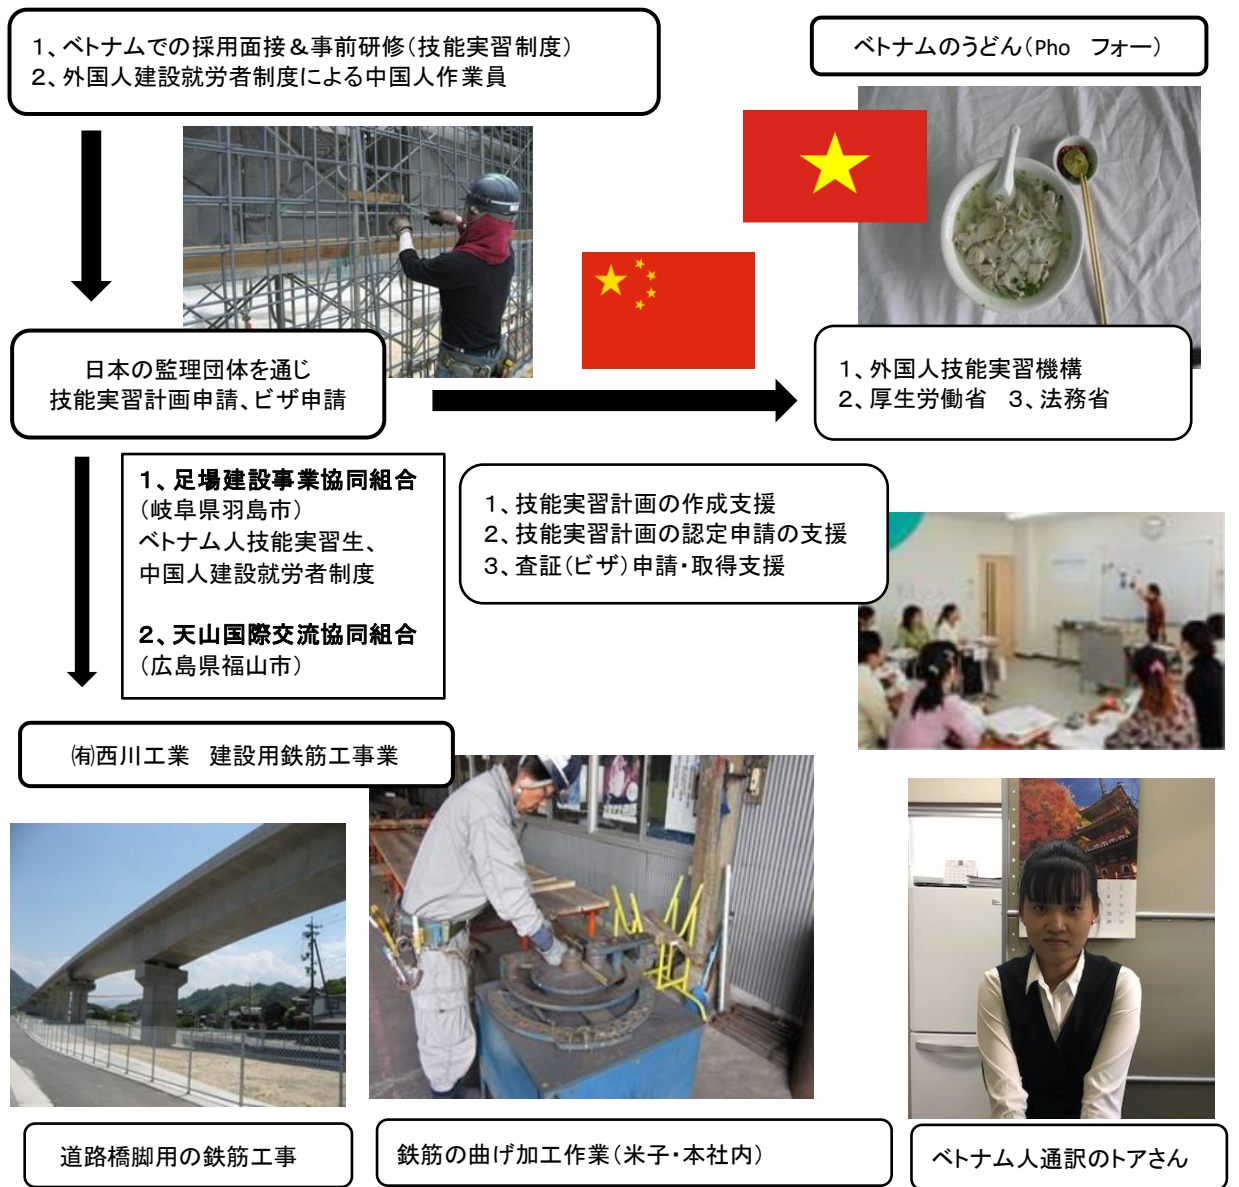 1、ベトナムでの採用面接&事前研修(技能実習制度)
2、外国人建設就労者制度による中国人作業員
ベトナムのうどん(Pho　フォー)
日本の監理団体を通じ
技能実習計画申請、ビザ申請
1、外国人技能実習機構
2、厚生労働省　3、法務省
1、足場建設事業協同組合
(岐阜県羽島市)
ベトナム人技能実習生、
中国人建設就労者制度
2、天山国際交流協同組合
(広島県福山市)
1、技能実習計画の作成支援
2、技能実習計画の認定申請の支援
3、査証(ビザ)申請・取得支援
㈲西川工業　建設用鉄筋工事業
道路橋脚用の鉄筋工事
鉄筋の曲げ加工作業(米子・本社内)
ベトナム人通訳のトアさん